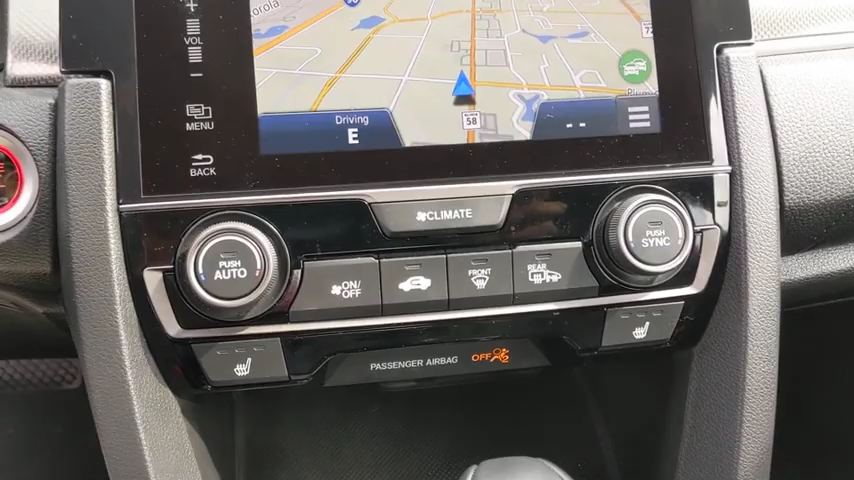 +
VOL
-
MENU
BACK
Driving
E
58
CLIMATE
PUSH
AUTO
ON/
OFF
FRONT
REAR
PUSH
SYNC
PASSENGER AIRBAG
OFF